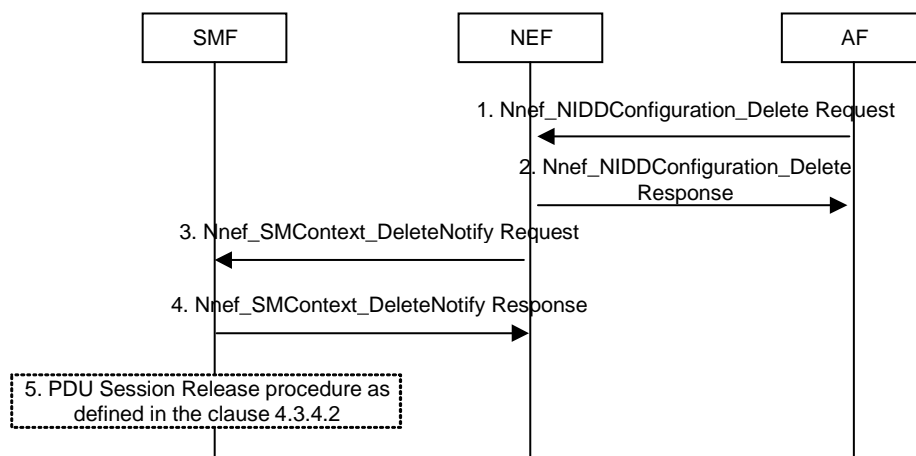 SMF
NEF
AF
1. Nnef_NIDDConfiguration_Delete Request
2. Nnef_NIDDConfiguration_Delete
Response
3. Nnef_SMContext_DeleteNotify Request
4. Nnef_SMContext_DeleteNotify Response
5. PDU Session Release procedure as
defined in the clause 4.3.4.2